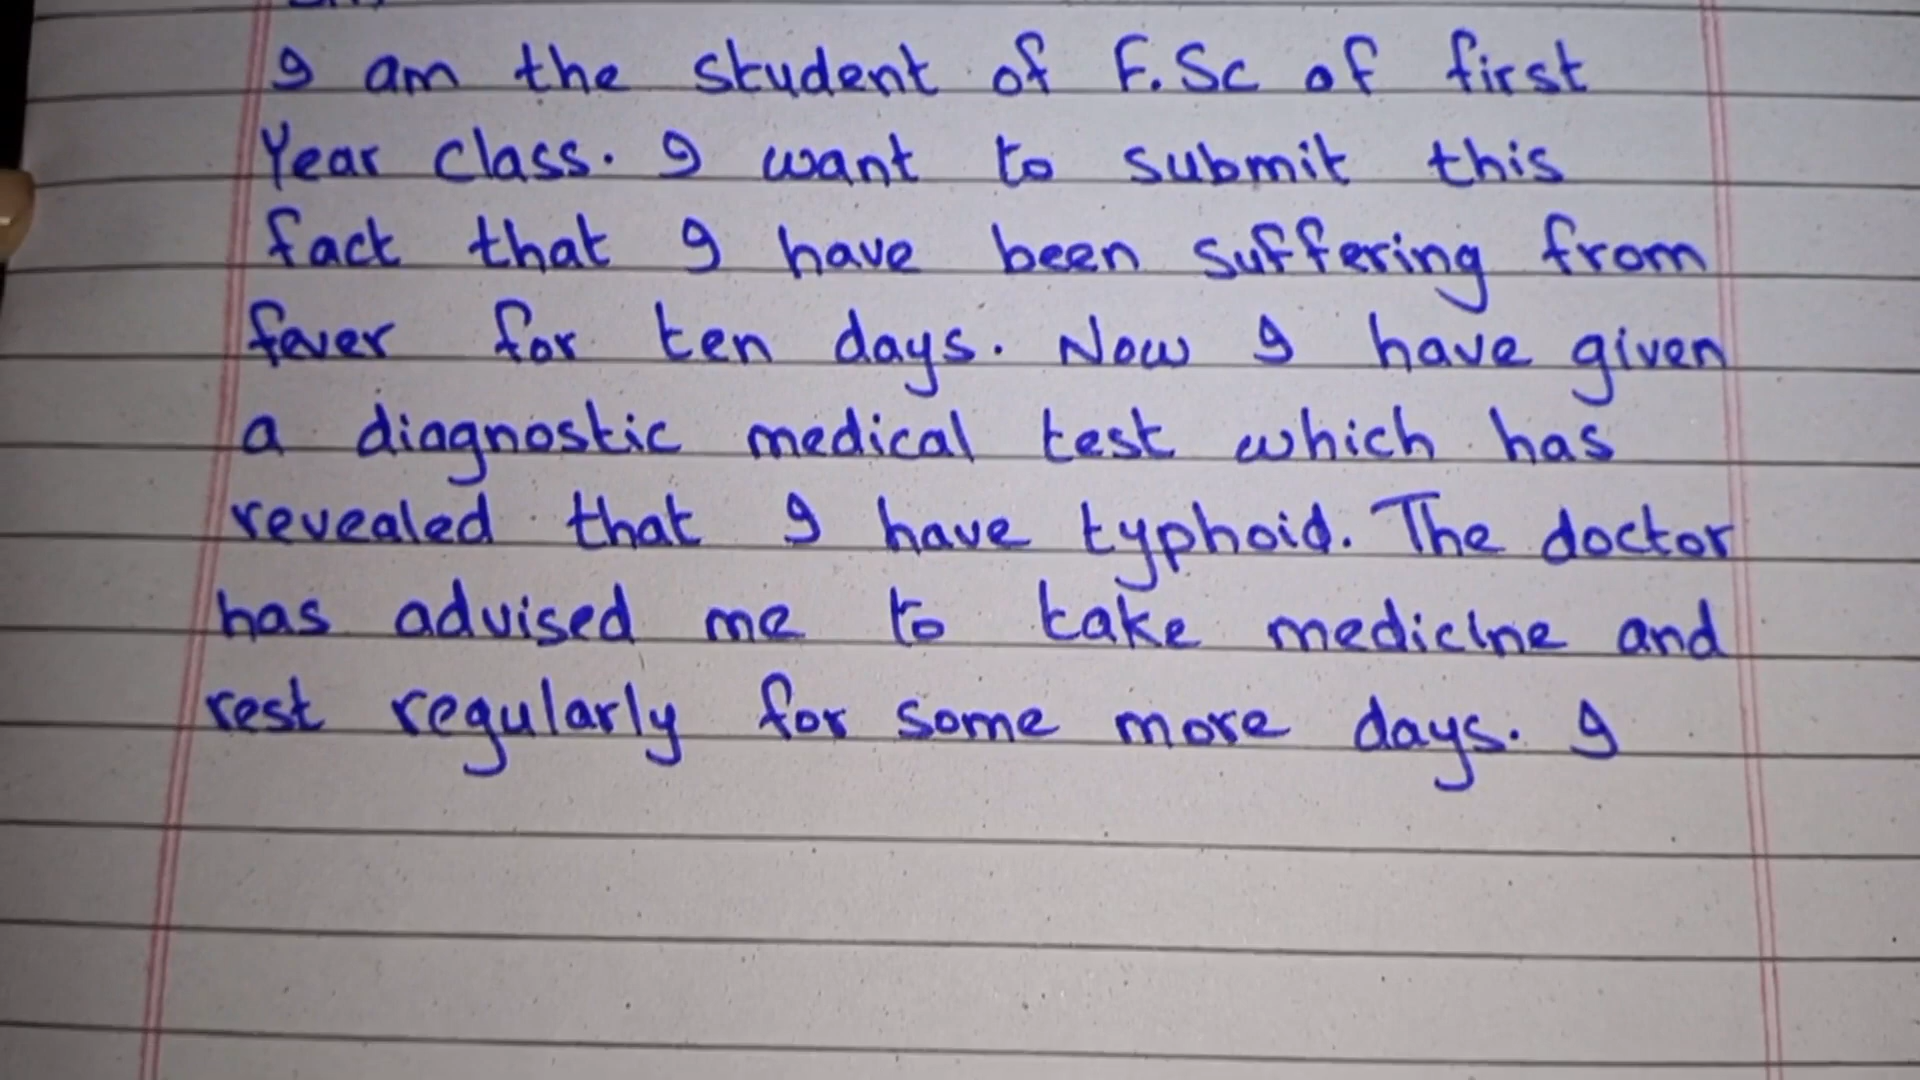 I am the student of F.Sc of first
Year class. I want to submit this
fact that I have been suffering from
fever for ten days. Now I have given
a diagnostic medical test which has
revealed that I have typhoid. The doctor
has advised me to take medicine and
rest regularly for some more days. I